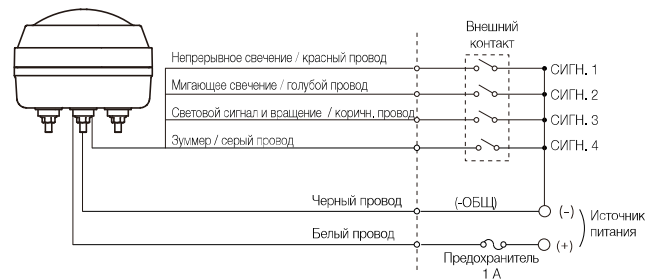 Внешний
контакт
Непрерывное свечение / красный провод
СИГН. 1
Мигающее свечение / голубой провод
СИГН. 2
Световой сигнал и вращение / коричн. провод
СИГН. 3
Зуммер / серый провод
СИГН. 4
Черный провод
(-ОБЩ)
(-)
Источник
питания
Белый провод
(+)
Предохранитель
1 А